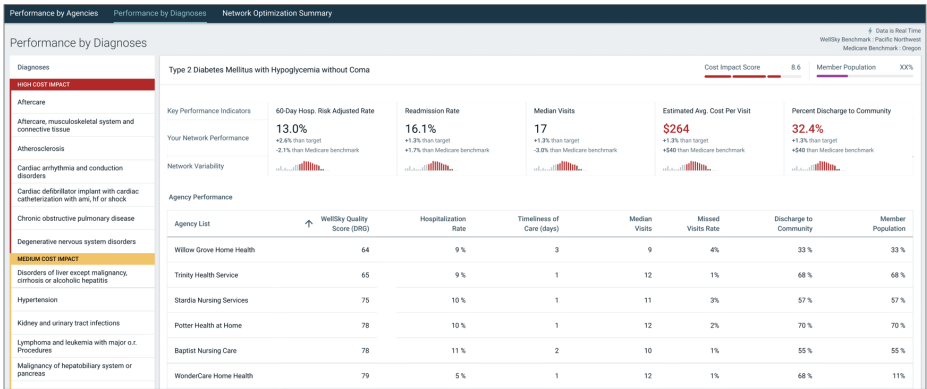 Performance by Agencies Performance by Diagnoses Network Optimization Summary
Performance by Diagnoses
Data is Real Time
WellSky Benchmark : Pacific Northwest
Medicare Benchmark : Oregon
Diagnoses
HIGH COST IMPACT
Aftercare
Aftercare, musculoskeletal system and
connective tissue
Atherosclerosis
Cardiac arrhythmia and conduction
disorders
Cardiac defibrillator implant with cardiac
catheterization with ami, hf or shock
Chronic obstructive pulmonary disease
Degenerative nervous system disorders
MEDIUM COST IMPACT
Disorders of liver except malignancy,
cirrhosis or alcoholic hepatitis
Hypertension
Kidney and urinary tract infections
Lymphoma and leukemia with major o.r.
Procedures
Malignancy of hepatobiliary system or
pancreas
Type 2 Diabetes Mellitus with Hypoglycemia without Coma
Cost Impact Score 8.6 Member Population XX%
Key Performance Indicators 60-Day Hosp. Risk Adjusted Rate Readmission Rate Median Visits Estimated Avg. Cost Per Visit Percent Discharge to Community
Your Network Performance 13.0% 16.1% 17 $264 32.4%
+2.6% than target +1.3% than target +1.3% than target +1.3% than target +1.3% than target
-2.1% than Medicare benchmark +1.7% than Medicare benchmark -3.0% than Medicare benchmark +$40 than Medicare benchmark +$40 than Medicare benchmark
Network Variability
Agency Performance
Agency List ↑ WellSky Quality Score (DRG) Hospitalization Rate Timeliness of Care (days) Median Visits Missed Visits Rate Discharge to Community Member Population
Willow Grove Home Health 64 9 % 3 9 4% 33 % 33 %
Trinity Health Service 65 9 % 1 12 1% 68 % 68 %
Stardia Nursing Services 75 10 % 1 11 3% 57 % 57 %
Potter Health at Home 78 10 % 1 12 2% 70 % 70 %
Baptist Nursing Care 78 11 % 2 10 1% 55 % 55 %
WonderCare Home Health 79 5 % 1 12 1% 68 % 11%